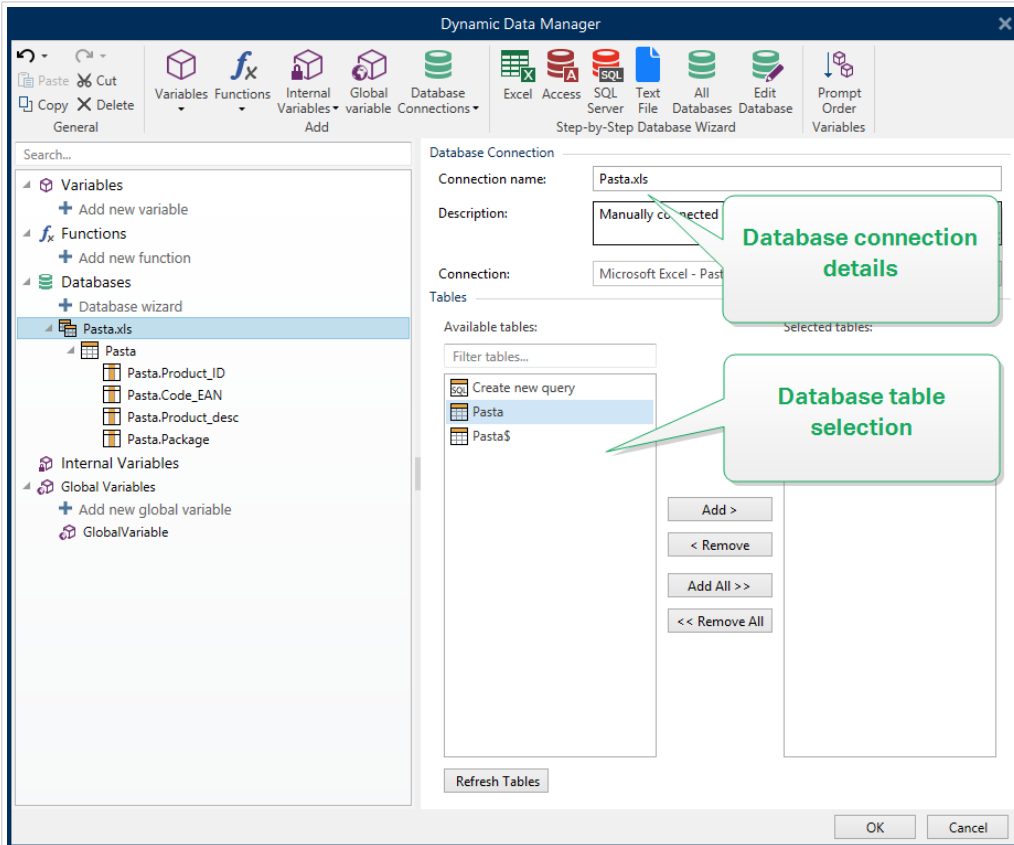 Dynamic Data Manager
Paste Cut
Copy Delete
General
Variables Functions Internal Variables Global variable Database Connections
Add
Excel Access SQL Server Text File All Databases Edit Database
Step-by-Step Database Wizard
Prompt Order
Variables
Search...
Variables
Add new variable
Functions
Add new function
Databases
Database wizard
Pasta.xls
Pasta
Pasta.Product_ID
Pasta.Code_EAN
Pasta.Product_desc
Pasta.Package
Internal Variables
Global Variables
Add new global variable
GlobalVariable
Database Connection
Connection name: Pasta.xls
Description: Manually connected
Connection: Microsoft Excel - Past
Database connection
details
Tables
Available tables:
Selected tables:
Filter tables...
SQL Create new query
Pasta
Pasta$
Database table
selection
Add >
< Remove
Add All >>
<< Remove All
Refresh Tables
OK Cancel